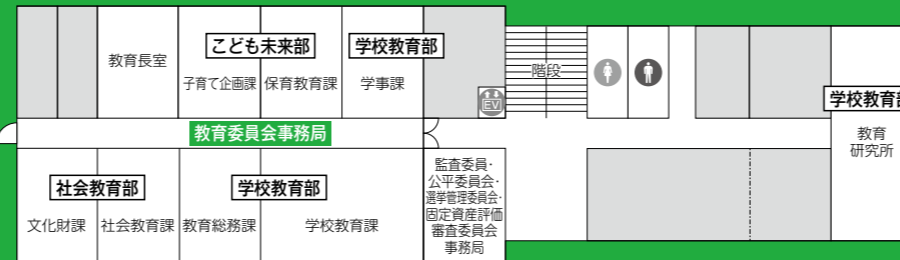 こども未来部
学校教育部
教育長室
子育て企画課
保育教育課
学事課
階段
EV
学校教育部
教育委員会事務局
教育
研究所
社会教育部
学校教育部
文化財課
社会教育課
教育総務課
学校教育課
監査委員・
公平委員会・
選挙管理委員会・
固定資産評価
審査委員会
事務局